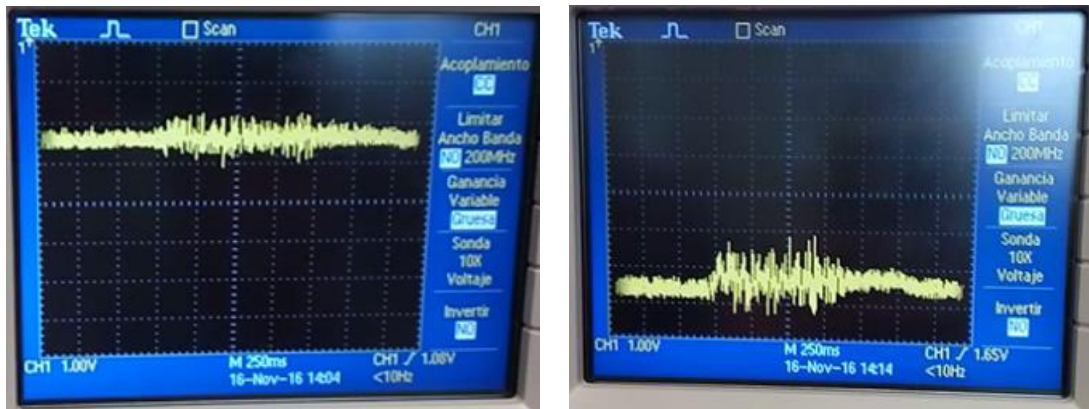 Tek
Scan
CH1
1
Acoplamiento
CC
Limitar
Ancho Banda
NO 200MHz
Ganancia
Variable
Gruesa
Sonda
10X
Voltaje
Invertir
NO
CH1 1.00V
M 250ms
CH1 / 1.08V
16-Nov-16 14:04
<10Hz
Tek
Scan
CH1
1
Acoplamiento
CC
Limitar
Ancho Banda
NO 200MHz
Ganancia
Variable
Gruesa
Sonda
10X
Voltaje
Invertir
NO
CH1 1.00V
M 250ms
CH1 / 1.65V
16-Nov-16 14:14
<10Hz